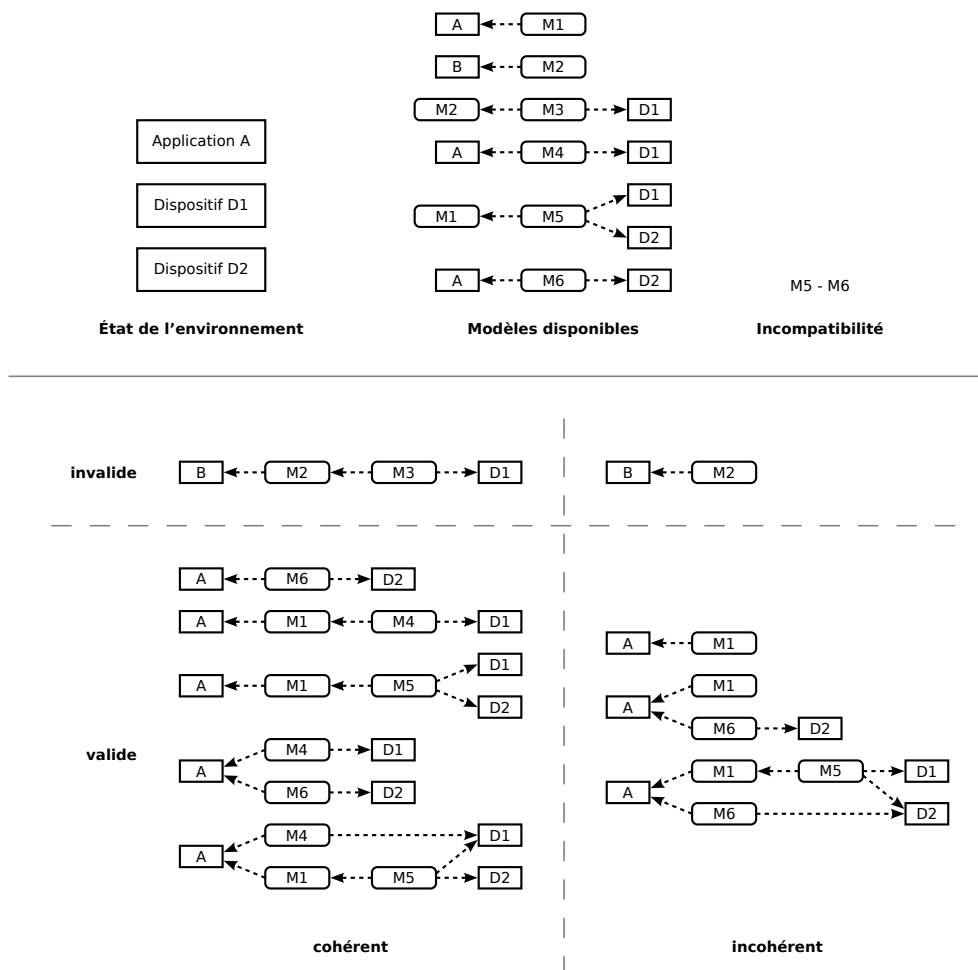 A M1
B M2
M2 M3 D1
Application A
A M4 D1
Dispositif D1
D1
M1 M5
D2
Dispositif D2
A M6 D2
M5 - M6
État de l'environnement Modèles disponibles Incompatibilité
invalide B M2 M3 D1 B M2
A M6 D2
A M1 M4 D1
A M1
D1
A M1 M5
D2
M1
A
M6 D2
valide
M4 D1
A
M6 D2
M1 M5 D1
A
M6 D2
M4 D1
A
M1 M5 D2
cohérent incohérent